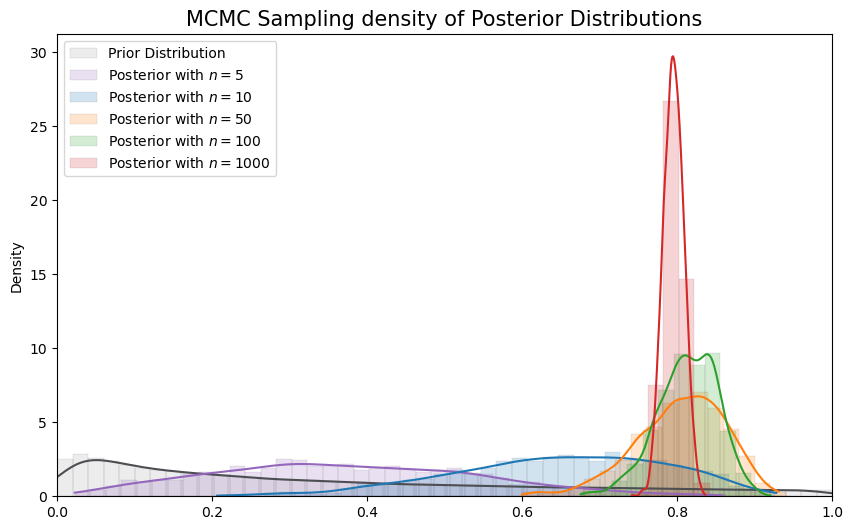 MCMC Sampling density of Posterior Distributions
30
25
20
15
10
5
0
Density
Prior Distribution
Posterior with n = 5
Posterior with n = 10
Posterior with n = 50
Posterior with n = 100
Posterior with n = 1000
0.0 0.2 0.4 0.6 0.8 1.0